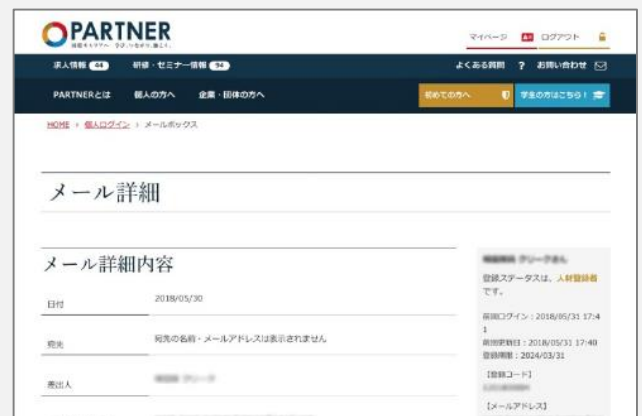 PARTNER
マイページ ログアウト
求人情報 44 研修・セミナー情報 94 よくある質問 ? お問い合わせ
PARTNERとは 個人の方へ 企業・団体の方へ 初めての方へ 学生の方はこちら!
HOME › 個人ログイン › メールボックス
メール詳細
メール詳細内容
さん
登録ステータスは、人材登録者
です。
日付 2018/05/30
前回ログイン:2018/05/31 17:4
1
宛先 宛先の名前・メールアドレスは表示されません
前回更新日:2018/05/31 17:40
登録期限:2024/03/31
差出人
【登録コード】
【メールアドレス】